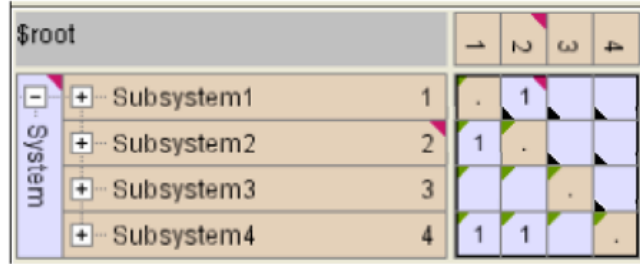 $root 1 2 3 4
System
Subsystem1 1 . 1
Subsystem2 2 1 .
Subsystem3 3 .
Subsystem4 4 1 1 .